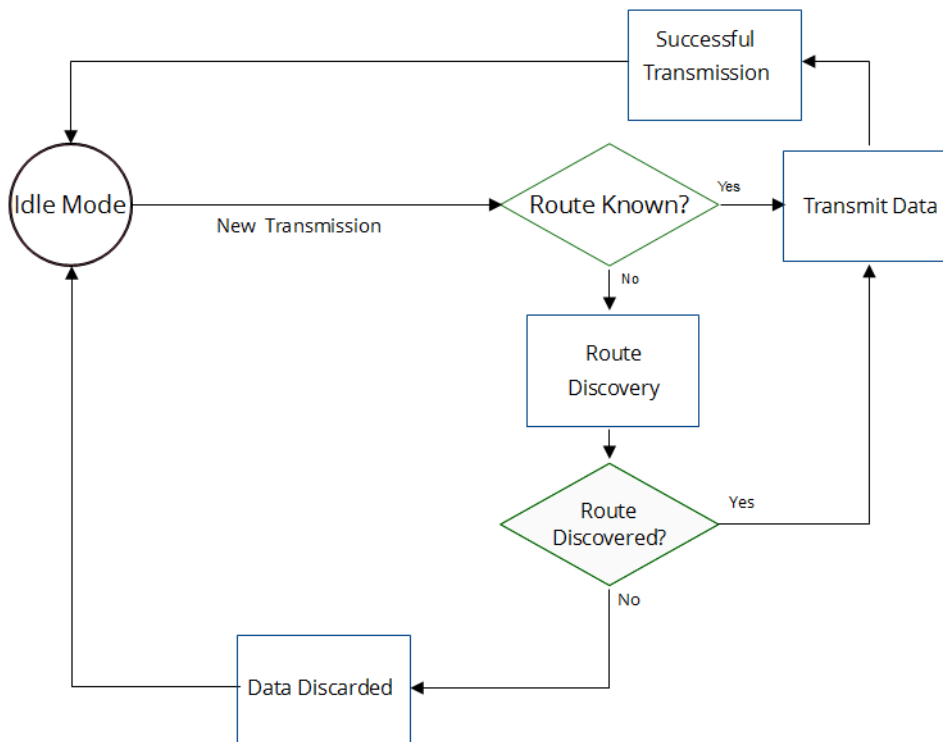 Successful
Transmission
Idle Mode
New Transmission
Route Known?
Yes
Transmit Data
No
Route
Discovery
Route
Discovered?
Yes
No
Data Discarded